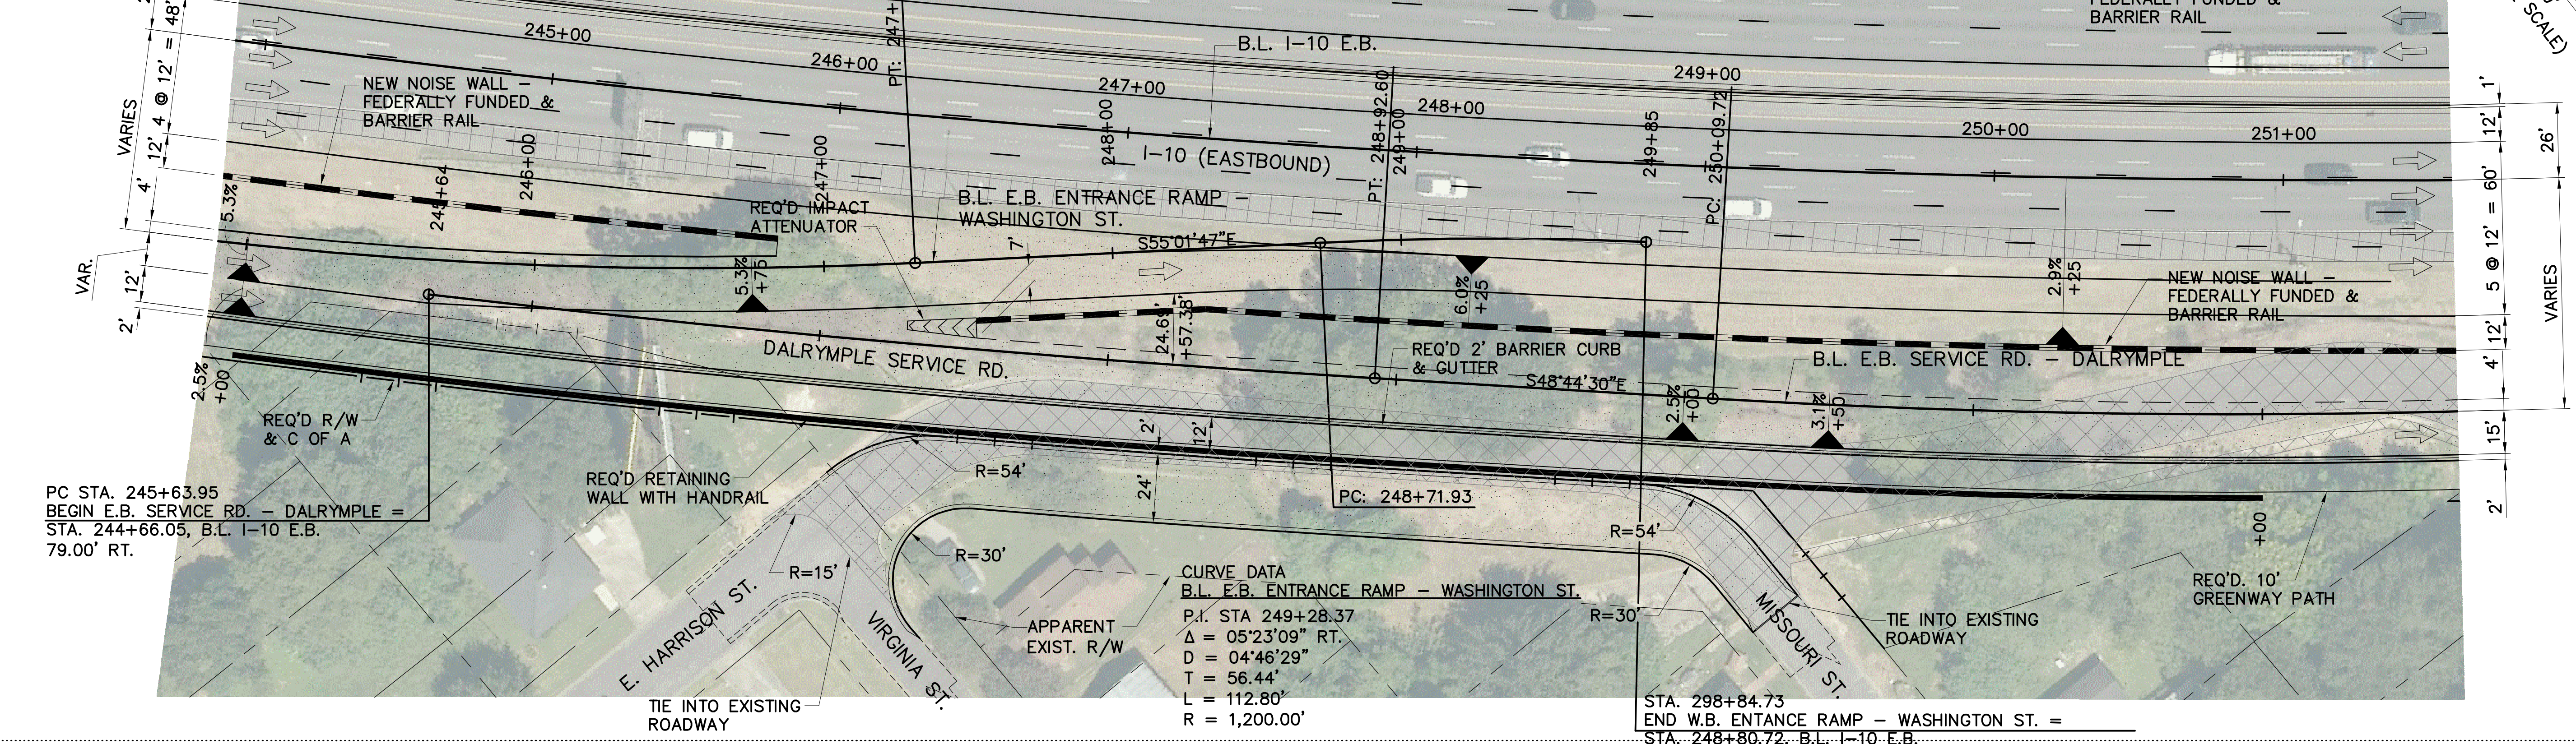 48'
4 @ 12' =
VARIES
12'
4'
VAR.
12'
2'
245+00
246+00
247+00
248+00
249+00
250+00
251+00
PT: 247+
B.L. I-10 E.B.
FEDERALLY FUNDED &
BARRIER RAIL
SCALE)
NEW NOISE WALL –
FEDERALLY FUNDED &
BARRIER RAIL
I-10 (EASTBOUND)
245+64
246+00
247+00
248+00
PT: 248+92.60
249+00
249+85
PC: 250+09.72
1'
12'
26'
5 @ 12' = 60'
VARIES
12'
4'
15'
2'
5.3%
REQ'D IMPACT
ATTENUATOR
B.L. E.B. ENTRANCE RAMP –
WASHINGTON ST.
7'
S55°01'47"E
5.3%
+75
6.0%
+25
2.9%
+25
NEW NOISE WALL –
FEDERALLY FUNDED &
BARRIER RAIL
24.69'
+57.38'
DALRYMPLE SERVICE RD.
REQ'D 2' BARRIER CURB
& GUTTER
S48°44'30"E
B.L. E.B. SERVICE RD. – DALRYMPLE
2.5%
+00
2.5%
+00
3.1%
+50
REQ'D R/W
& C OF A
2'
12'
24'
REQ'D RETAINING
WALL WITH HANDRAIL
R=54'
PC: 248+71.93
R=54'
+00
PC STA. 245+63.95
BEGIN E.B. SERVICE RD. – DALRYMPLE =
STA. 244+66.05, B.L. I-10 E.B.
79.00' RT.
R=30'
R=15'
R=30'
REQ'D. 10'
GREENWAY PATH
E. HARRISON ST.
VIRGINIA ST.
MISSOURI ST.
APPARENT
EXIST. R/W
TIE INTO EXISTING
ROADWAY
TIE INTO EXISTING
ROADWAY
CURVE DATA
B.L. E.B. ENTRANCE RAMP – WASHINGTON ST.
P.I. STA 249+28.37
Δ = 05°23'09" RT.
D = 04°46'29"
T = 56.44'
L = 112.80'
R = 1,200.00'
STA. 298+84.73
END W.B. ENTANCE RAMP – WASHINGTON ST. =
STA. 248+80.72, B.L. I-10 E.B.